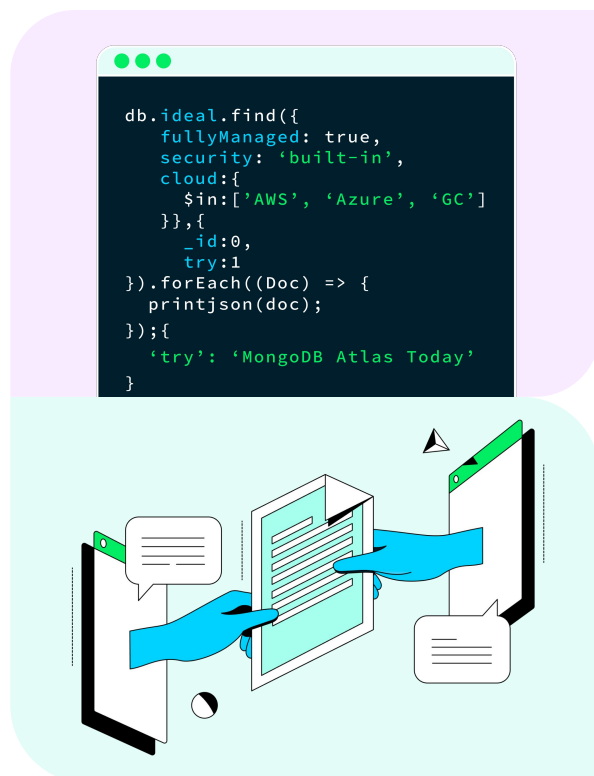 db.ideal.find({
   fullyManaged: true,
   security: ‘built-in’,
   cloud:{
     $in:[’AWS’, ‘Azure’, ‘GC’]
   }},{
     _id:0,
     try:1
}).forEach((Doc) => {
  printjson(doc);
});{
  ‘try’: ‘MongoDB Atlas Today’
}